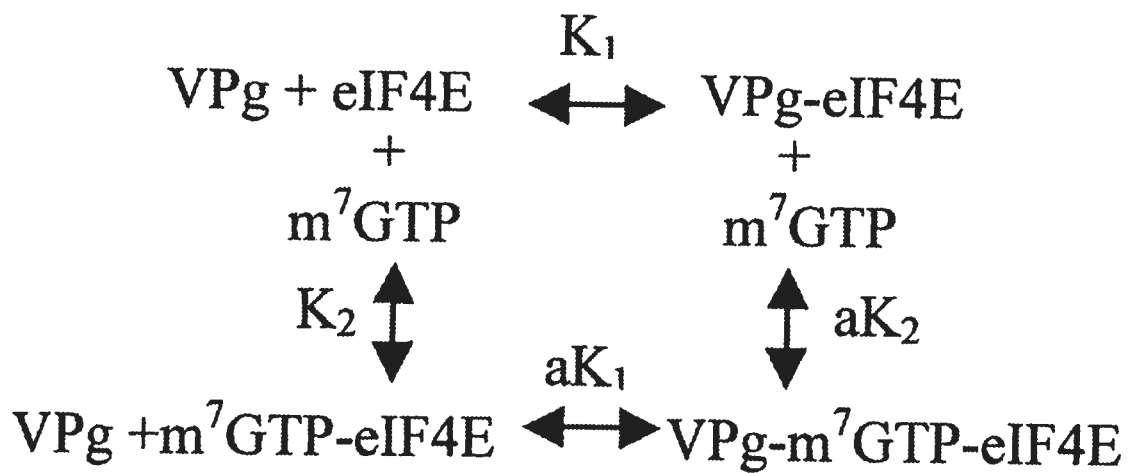 K₁
VPg + eIF4E VPg-eIF4E
+ +
m⁷GTP m⁷GTP
K₂ aK₂
aK₁
VPg +m⁷GTP-eIF4E VPg-m⁷GTP-eIF4E